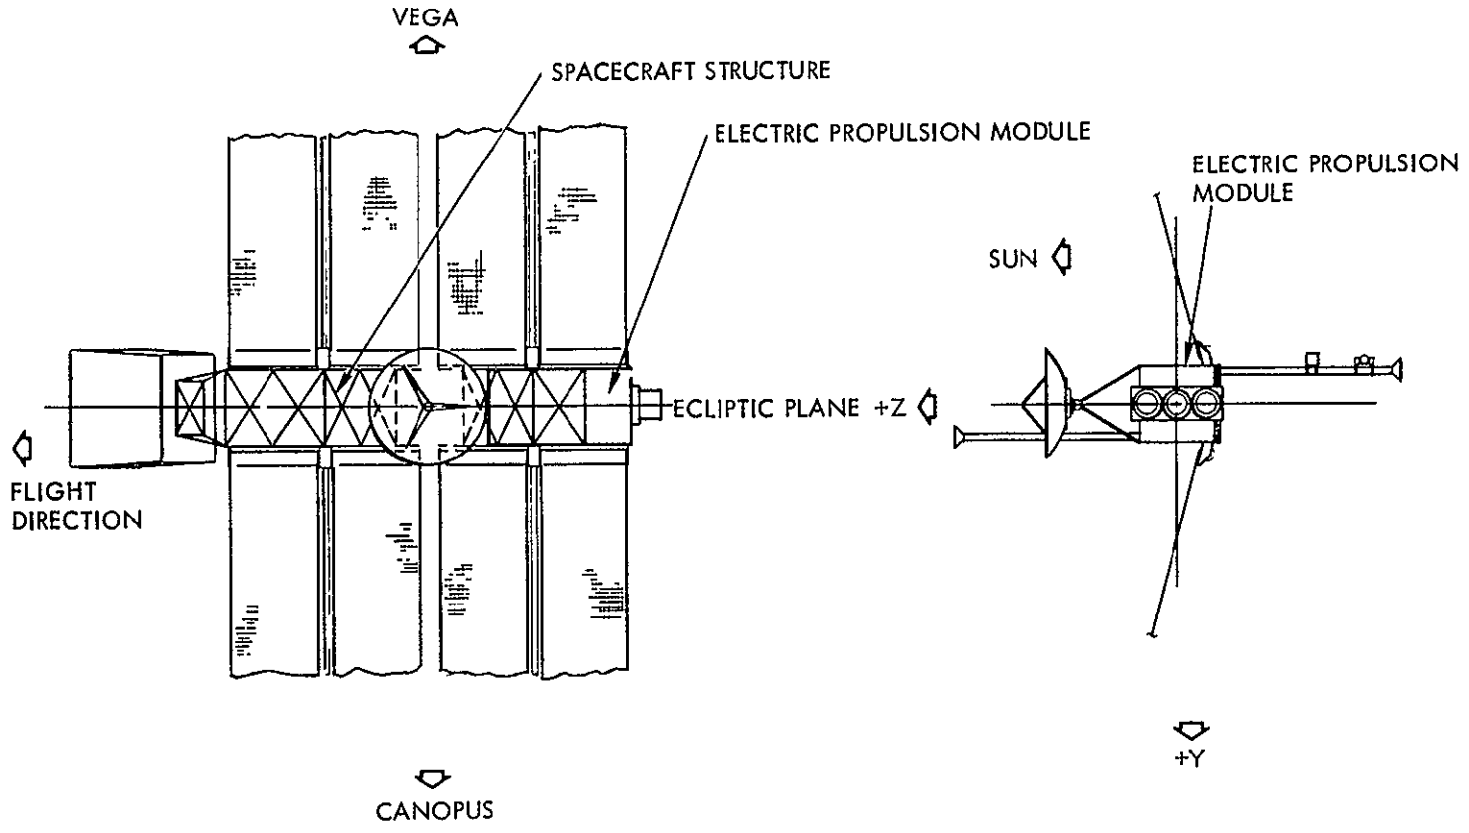 VEGA
SPACECRAFT STRUCTURE
ELECTRIC PROPULSION MODULE
ELECTRIC PROPULSION
MODULE
SUN
ECLIPTIC PLANE +Z
FLIGHT
DIRECTION
+Y
CANOPUS